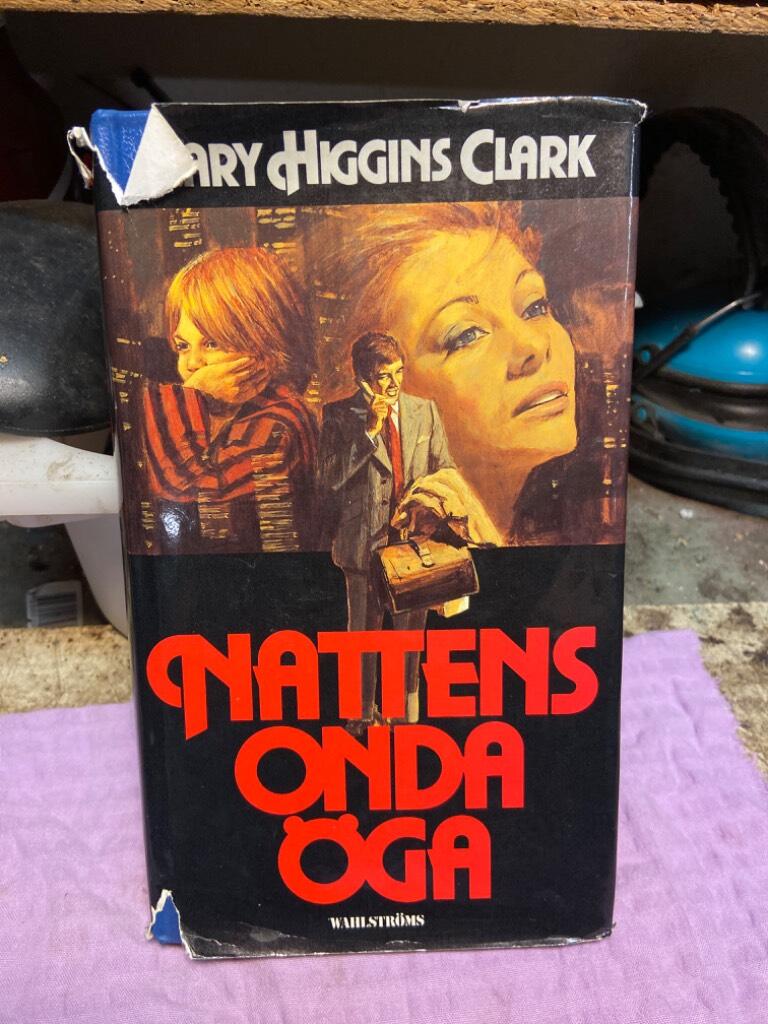 ARY HIGGINS CLARK
NATTENS
ONDA
ÖGA
WAHLSTRÖMS